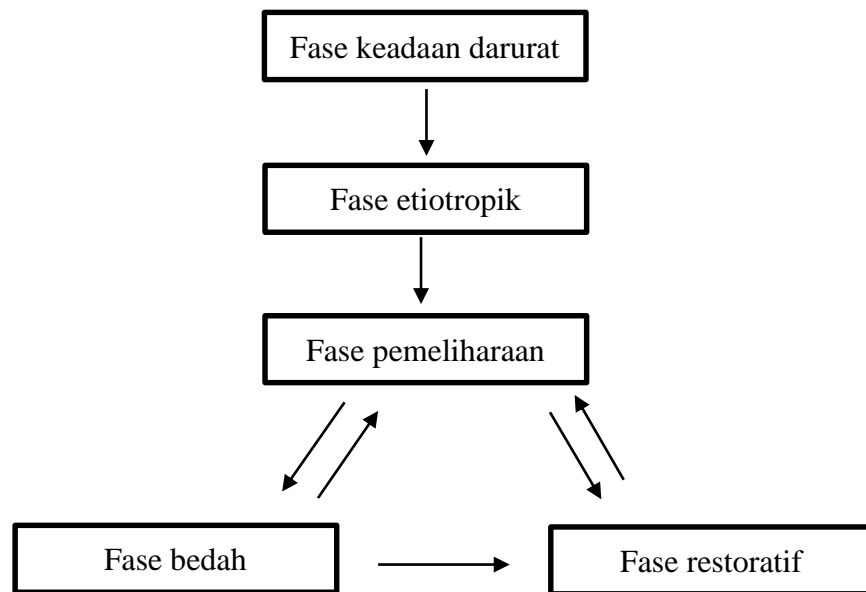 Fase keadaan darurat
Fase etiotropik
Fase pemeliharaan
Fase bedah
Fase restoratif